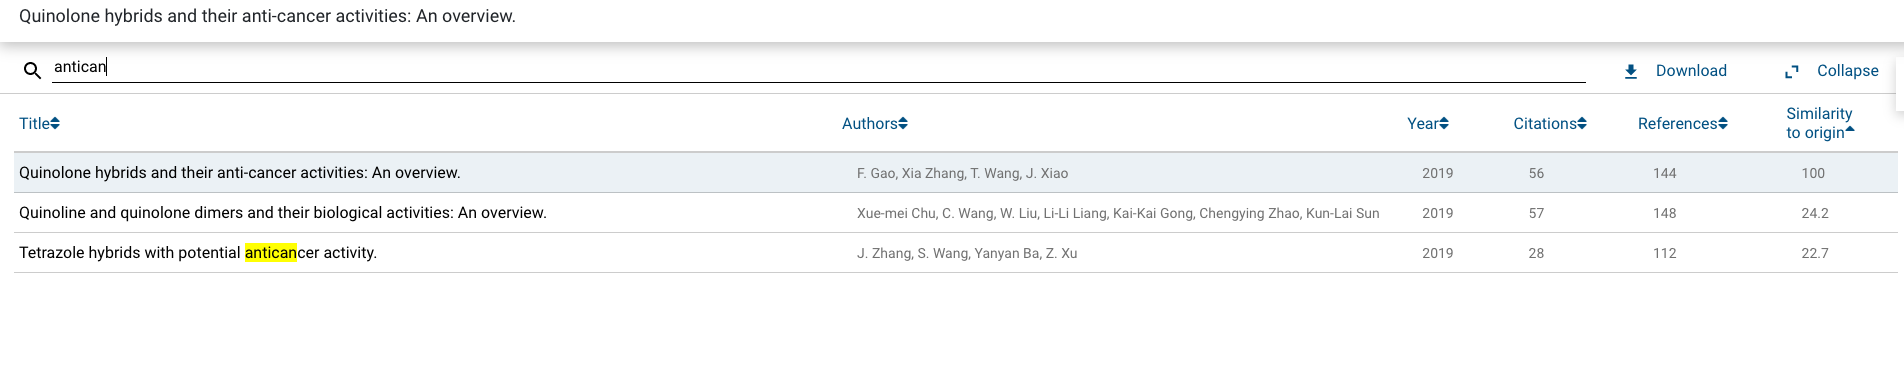 Quinolone hybrids and their anti-cancer activities: An overview.
antican
Download
Collapse
Title
Authors
Year
Citations
References
Similarity
to origin
Quinolone hybrids and their anti-cancer activities: An overview. F. Gao, Xia Zhang, T. Wang, J. Xiao 2019 56 144 100
Quinoline and quinolone dimers and their biological activities: An overview. Xue-mei Chu, C. Wang, W. Liu, Li-Li Liang, Kai-Kai Gong, Chengying Zhao, Kun-Lai Sun 2019 57 148 24.2
Tetrazole hybrids with potential anticancer activity. J. Zhang, S. Wang, Yanyan Ba, Z. Xu 2019 28 112 22.7